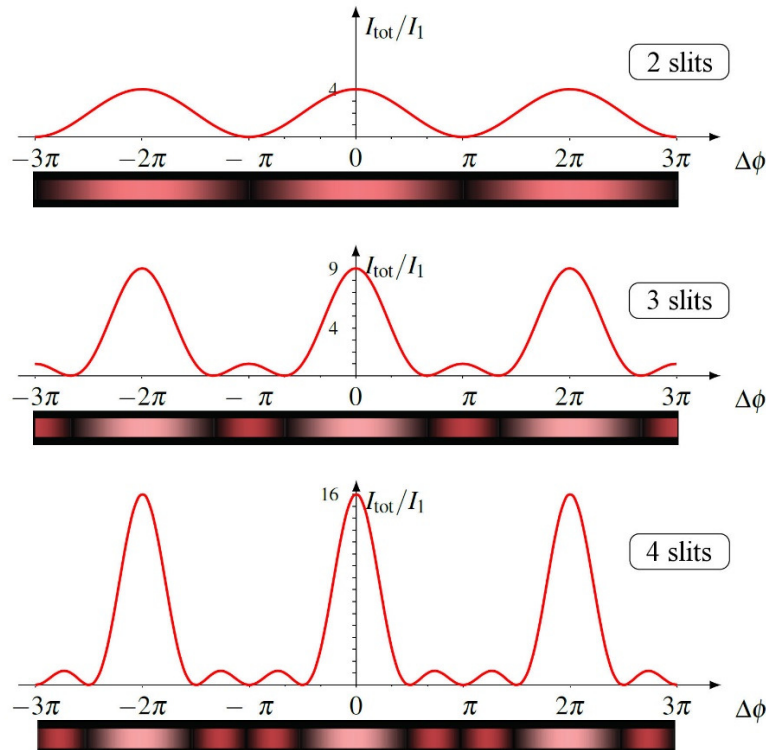 I_tot/I_1
2 slits
4
−3π −2π − π 0 π 2π 3π Δϕ
I_tot/I_1
9
3 slits
4
−3π −2π − π 0 π 2π 3π Δϕ
16 I_tot/I_1
4 slits
−3π −2π − π 0 π 2π 3π Δϕ